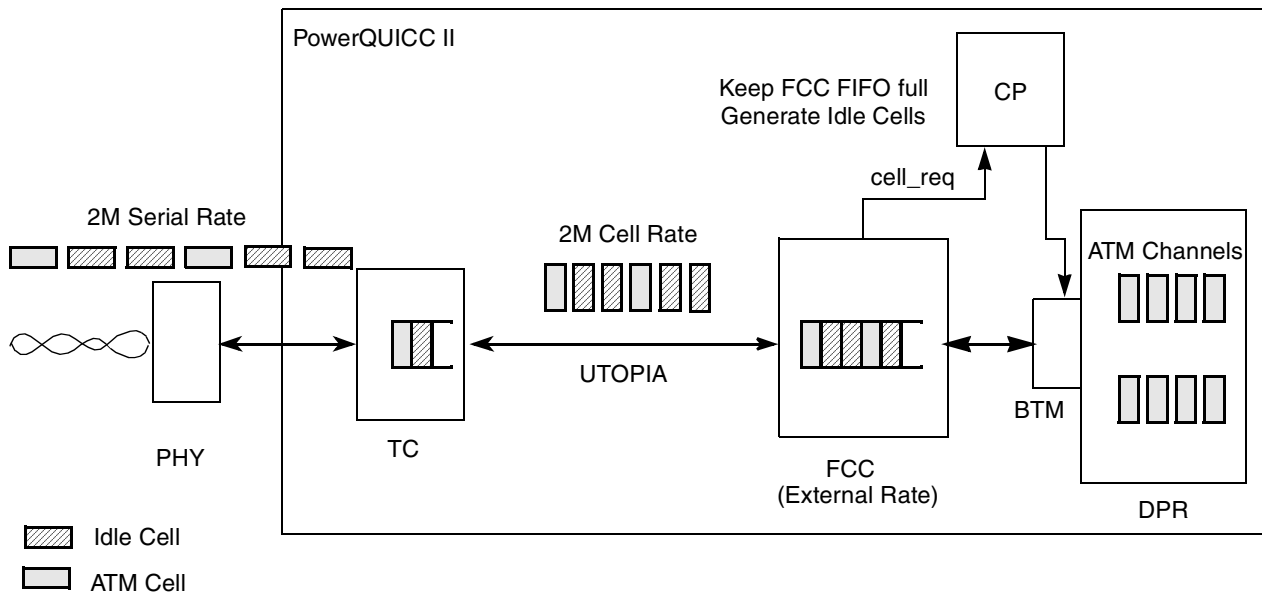 PowerQUICC II
Keep FCC FIFO full
Generate Idle Cells
CP
cell_req
2M Serial Rate
2M Cell Rate
ATM Channels
UTOPIA
BTM
TC
PHY
FCC
(External Rate)
DPR
Idle Cell
ATM Cell